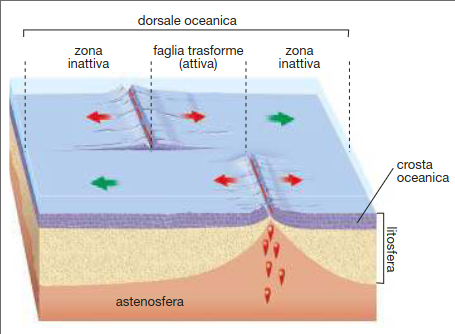 dorsale oceanica
zona
inattiva
faglia trasforme
(attiva)
zona
inattiva
crosta
oceanica
litosfera
astenosfera